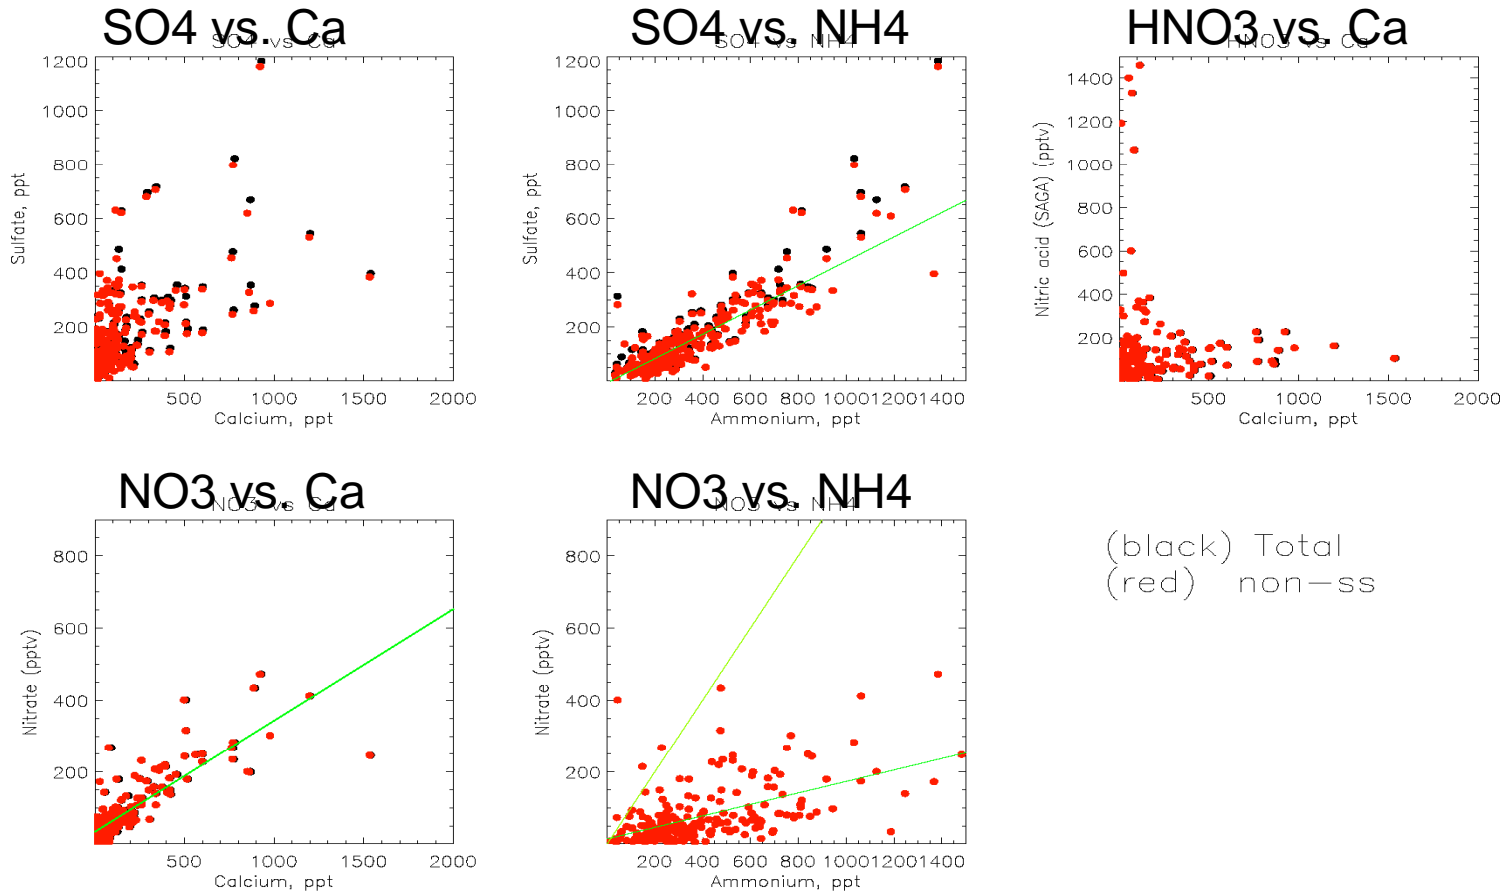 SO4 vs. Ca
SO4 vs Ca
1200
1000
800
600
400
200
Sulfate, ppt
500 1000 1500 2000
Calcium, ppt
SO4 vs. NH4
SO4 vs NH4
1200
1000
800
600
400
200
Sulfate, ppt
200 400 600 800 1000 1200 1400
Ammonium, ppt
HNO3 vs. Ca
HNO3 vs Ca
1400
1200
1000
800
600
400
200
Nitric acid (SAGA) (pptv)
500 1000 1500 2000
Calcium, ppt
NO3 vs. Ca
NO3 vs Ca
800
600
400
200
Nitrate (pptv)
500 1000 1500 2000
Calcium, ppt
NO3 vs. NH4
NO3 vs NH4
800
600
400
200
Nitrate (pptv)
200 400 600 800 1000 1200 1400
Ammonium, ppt
(black) Total
(red) non-ss